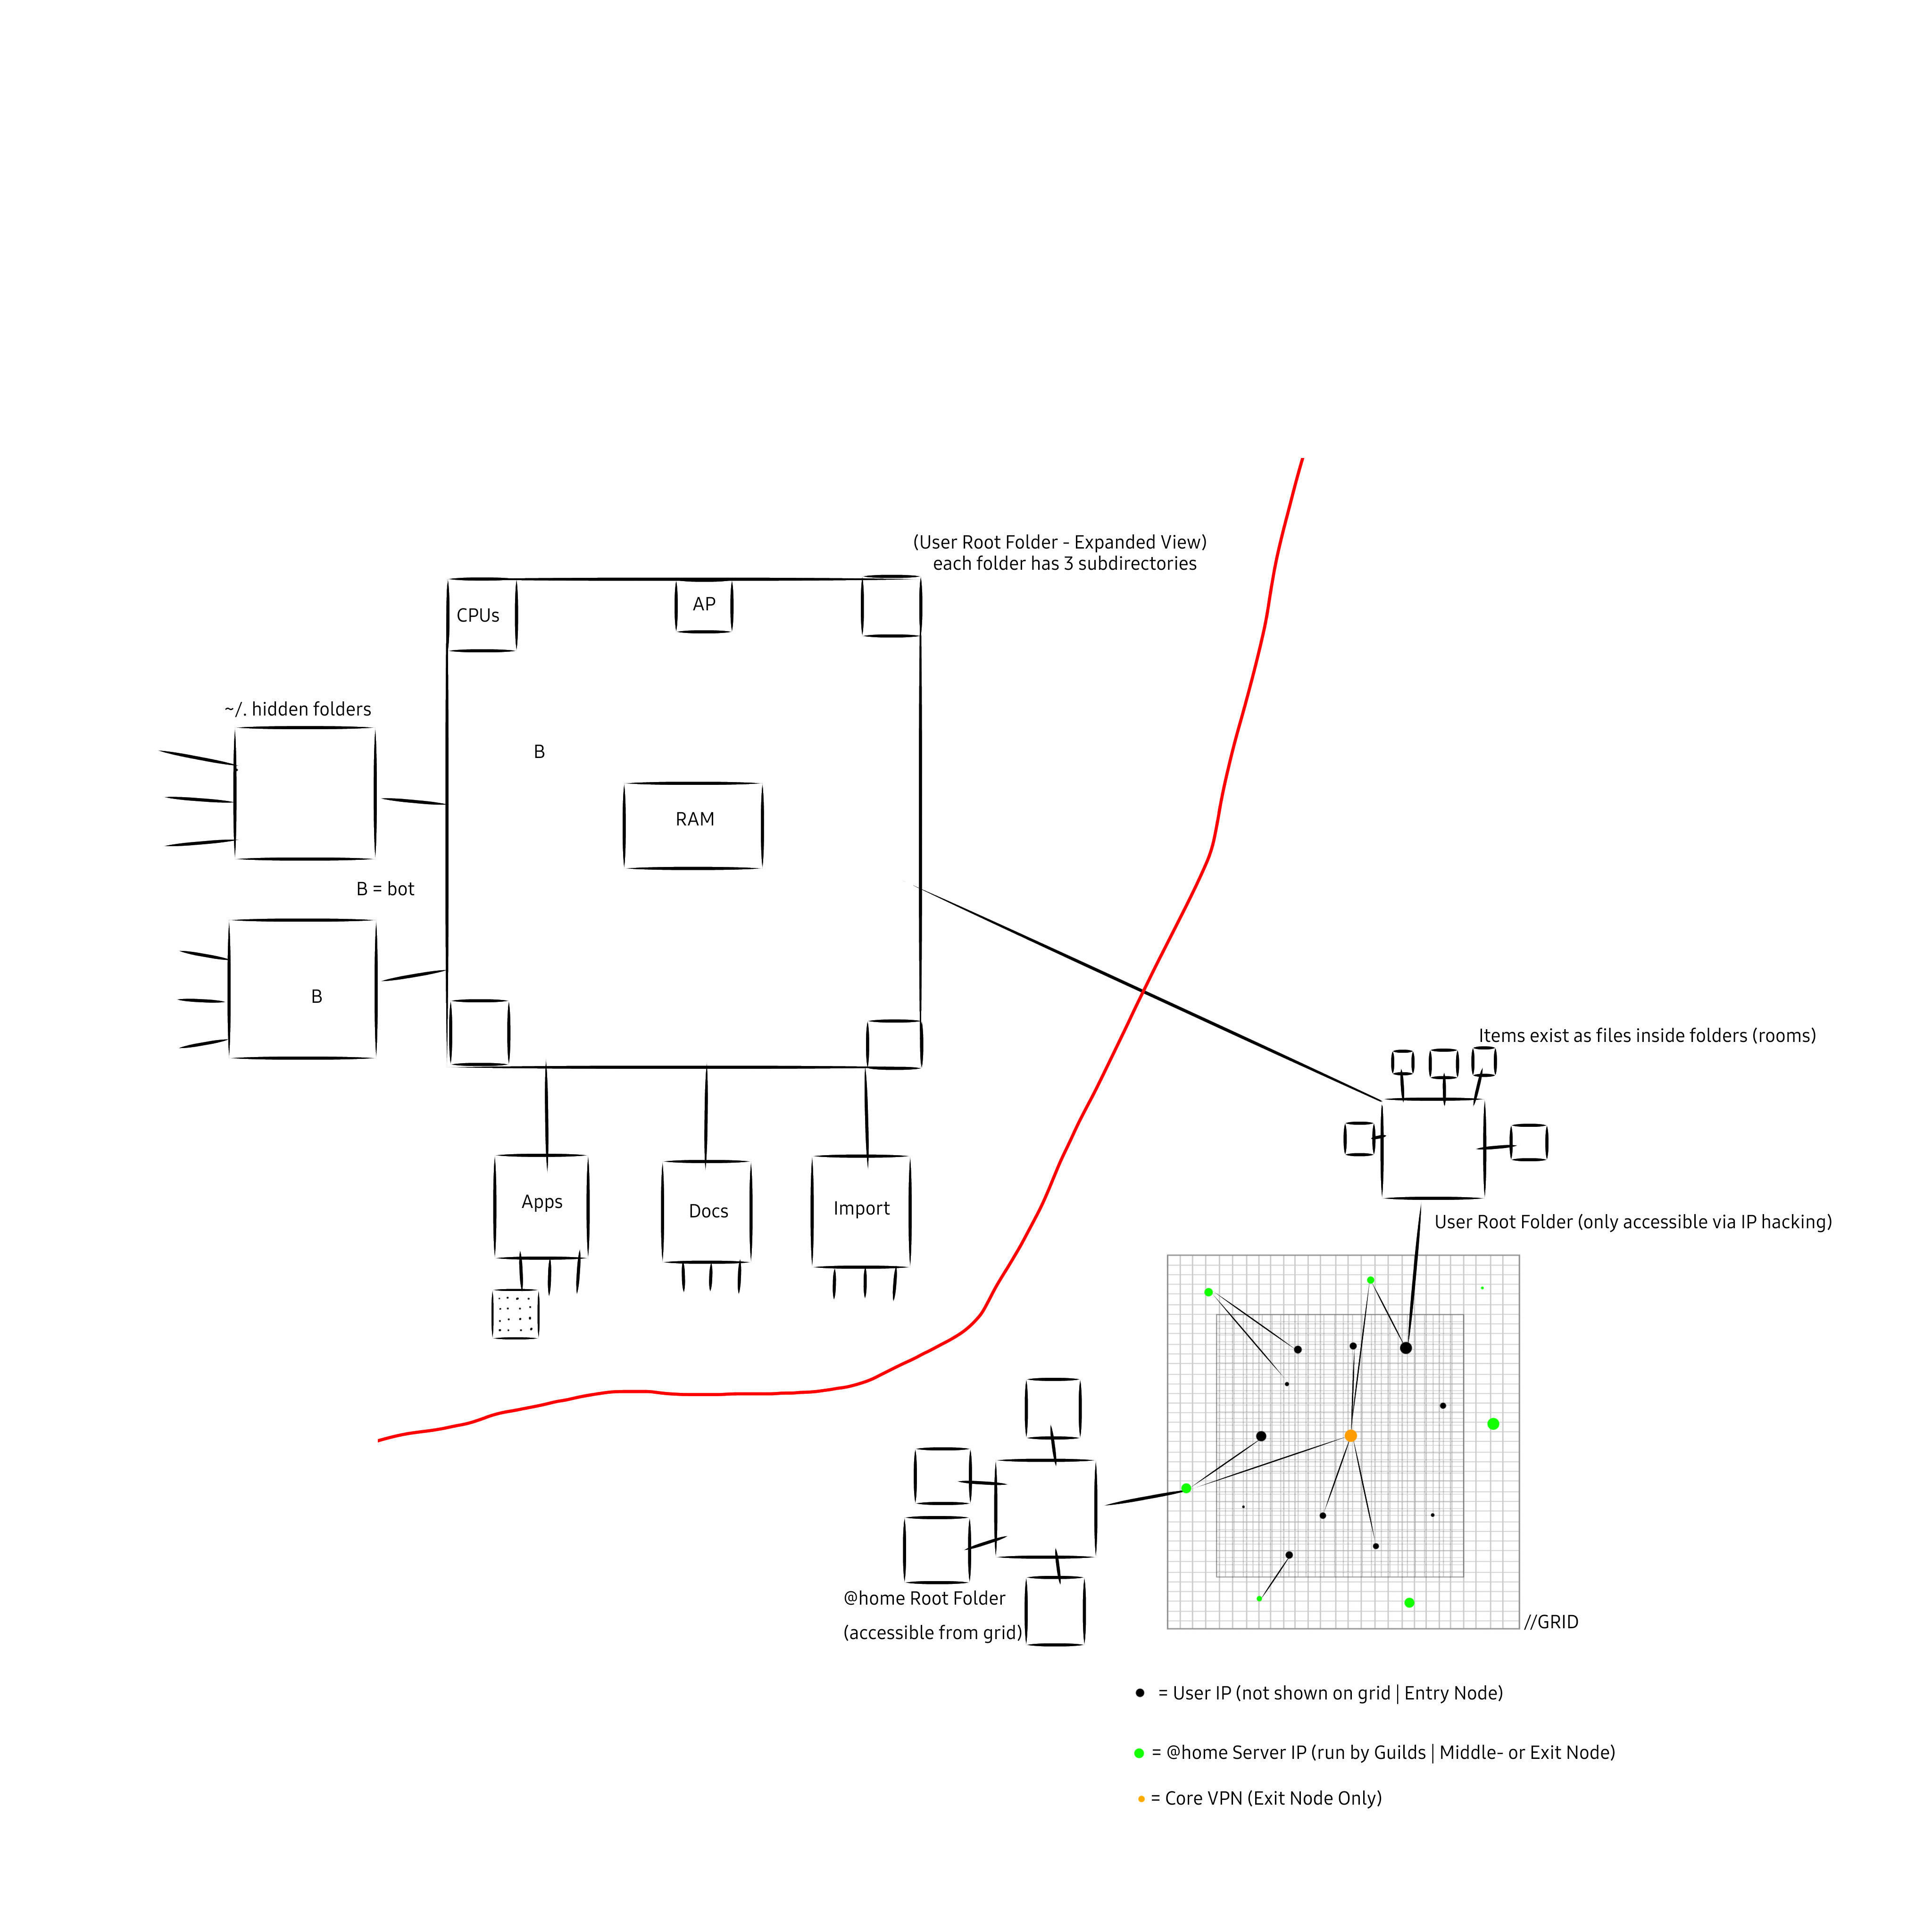 (User Root Folder - Expanded View)
each folder has 3 subdirectories
CPUs
AP
~/. hidden folders
B
RAM
B = bot
B
Items exist as files inside folders (rooms)
Apps
Docs
Import
User Root Folder (only accessible via IP hacking)
@home Root Folder
(accessible from grid)
//GRID
= User IP (not shown on grid | Entry Node)
= @home Server IP (run by Guilds | Middle- or Exit Node)
= Core VPN (Exit Node Only)